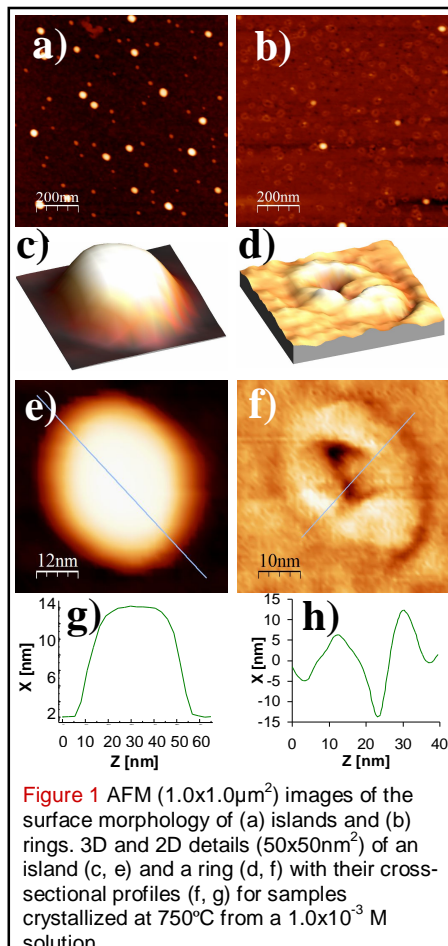 a)
b)
200nm
200nm
c)
d)
e)
f)
12nm
10nm
g)
h)
X [nm]
14
10
6
2
0 10 20 30 40 50 60
Z [nm]
X [nm]
15
10
5
0
-5
-10
-15
0 10 20 30 40
Z [nm]
Figure 1 AFM (1.0x1.0µm²) images of the
surface morphology of (a) islands and (b)
rings. 3D and 2D details (50x50nm²) of an
island (c, e) and a ring (d, f) with their cross-
sectional profiles (f, g) for samples
crystallized at 750ºC from a 1.0x10⁻³ M
solution